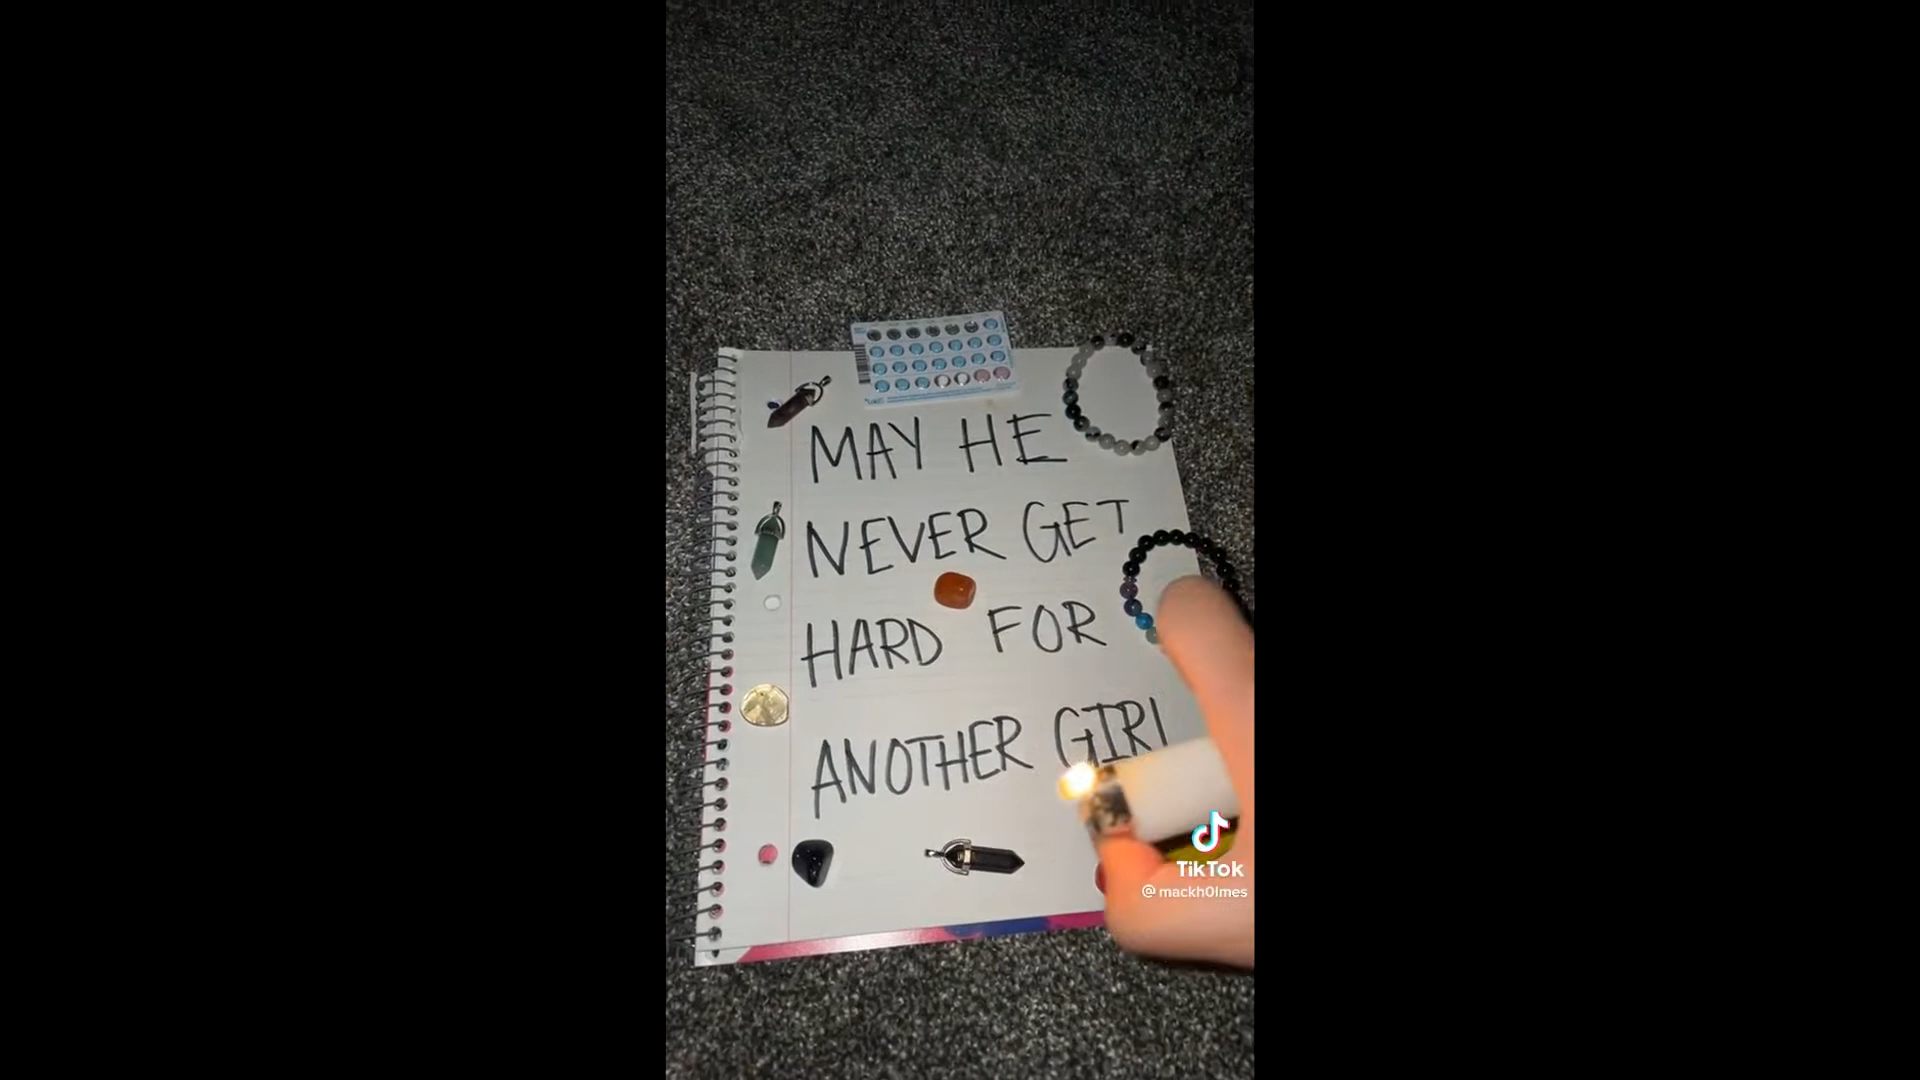 MAY HE
NEVER GET
HARD FOR
ANOTHER GIRL
TikTok
@mackh0lmes